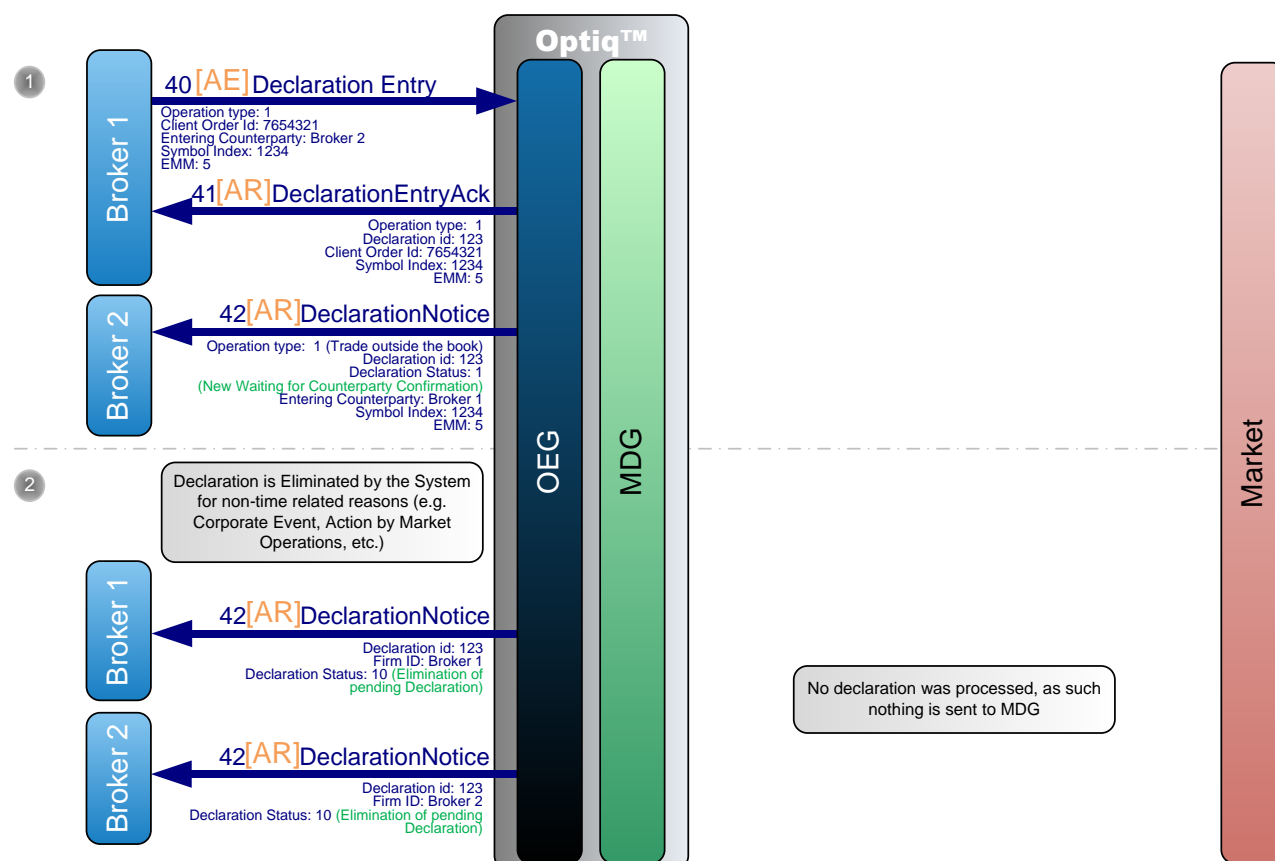 Optiq™
1
Broker 1
40 [AE] Declaration Entry
Operation type: 1
Client Order Id: 7654321
Entering Counterparty: Broker 2
Symbol Index: 1234
EMM: 5
41[AR]DeclarationEntryAck
Operation type:  1
Declaration id: 123
Client Order Id: 7654321
Symbol Index: 1234
EMM: 5
Broker 2
42[AR]DeclarationNotice
Operation type:  1 (Trade outside the book)
Declaration id: 123
Declaration Status: 1
(New Waiting for Counterparty Confirmation)
Entering Counterparty: Broker 1
Symbol Index: 1234
EMM: 5
OEG
MDG
Market
2
Declaration is Eliminated by the System
for non-time related reasons (e.g.
Corporate Event, Action by Market
Operations, etc.)
Broker 1
42[AR]DeclarationNotice
Declaration id: 123
Firm ID: Broker 1
Declaration Status: 10 (Elimination of
pending Declaration)
No declaration was processed, as such
nothing is sent to MDG
Broker 2
42[AR]DeclarationNotice
Declaration id: 123
Firm ID: Broker 2
Declaration Status: 10 (Elimination of pending
Declaration)